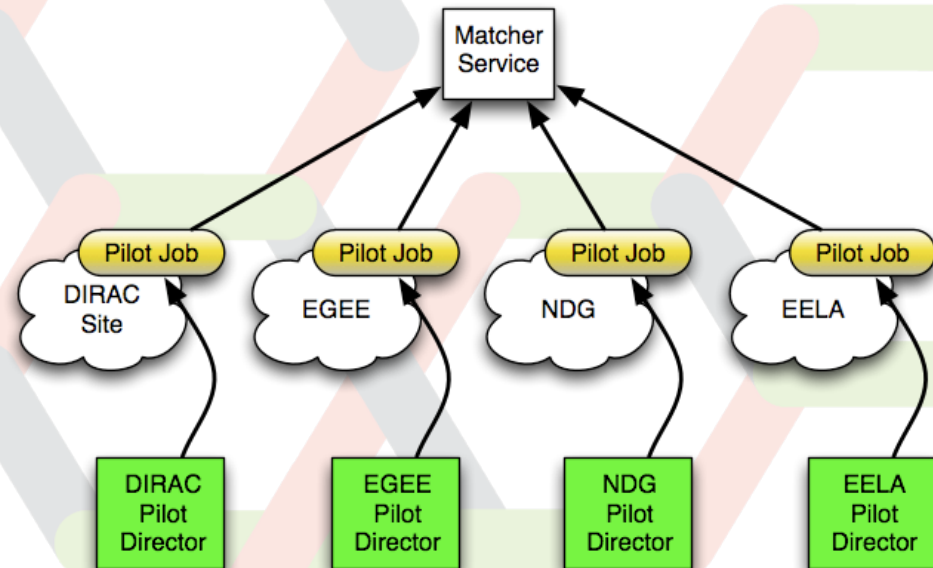 Matcher
Service
Pilot Job
Pilot Job
Pilot Job
Pilot Job
DIRAC
Site
EGEE
NDG
EELA
DIRAC
Pilot
Director
EGEE
Pilot
Director
NDG
Pilot
Director
EELA
Pilot
Director